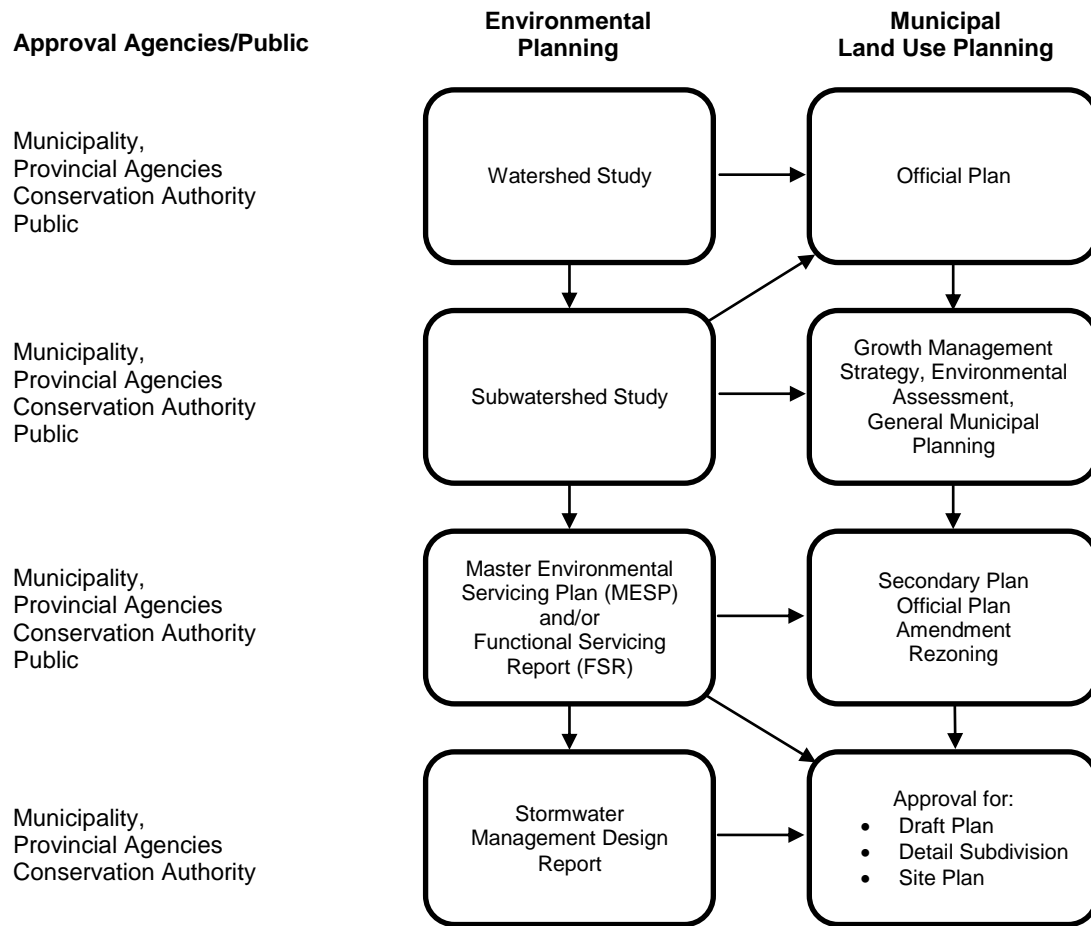 Approval Agencies/Public
Environmental
Planning
Municipal
Land Use Planning
Municipality,
Provincial Agencies
Conservation Authority
Public
Watershed Study
Official Plan
Municipality,
Provincial Agencies
Conservation Authority
Public
Subwatershed Study
Growth Management
Strategy, Environmental
Assessment,
General Municipal
Planning
Municipality,
Provincial Agencies
Conservation Authority
Public
Master Environmental
Servicing Plan (MESP)
and/or
Functional Servicing
Report (FSR)
Secondary Plan
Official Plan
Amendment
Rezoning
Municipality,
Provincial Agencies
Conservation Authority
Stormwater
Management Design
Report
Approval for:
• Draft Plan
• Detail Subdivision
• Site Plan